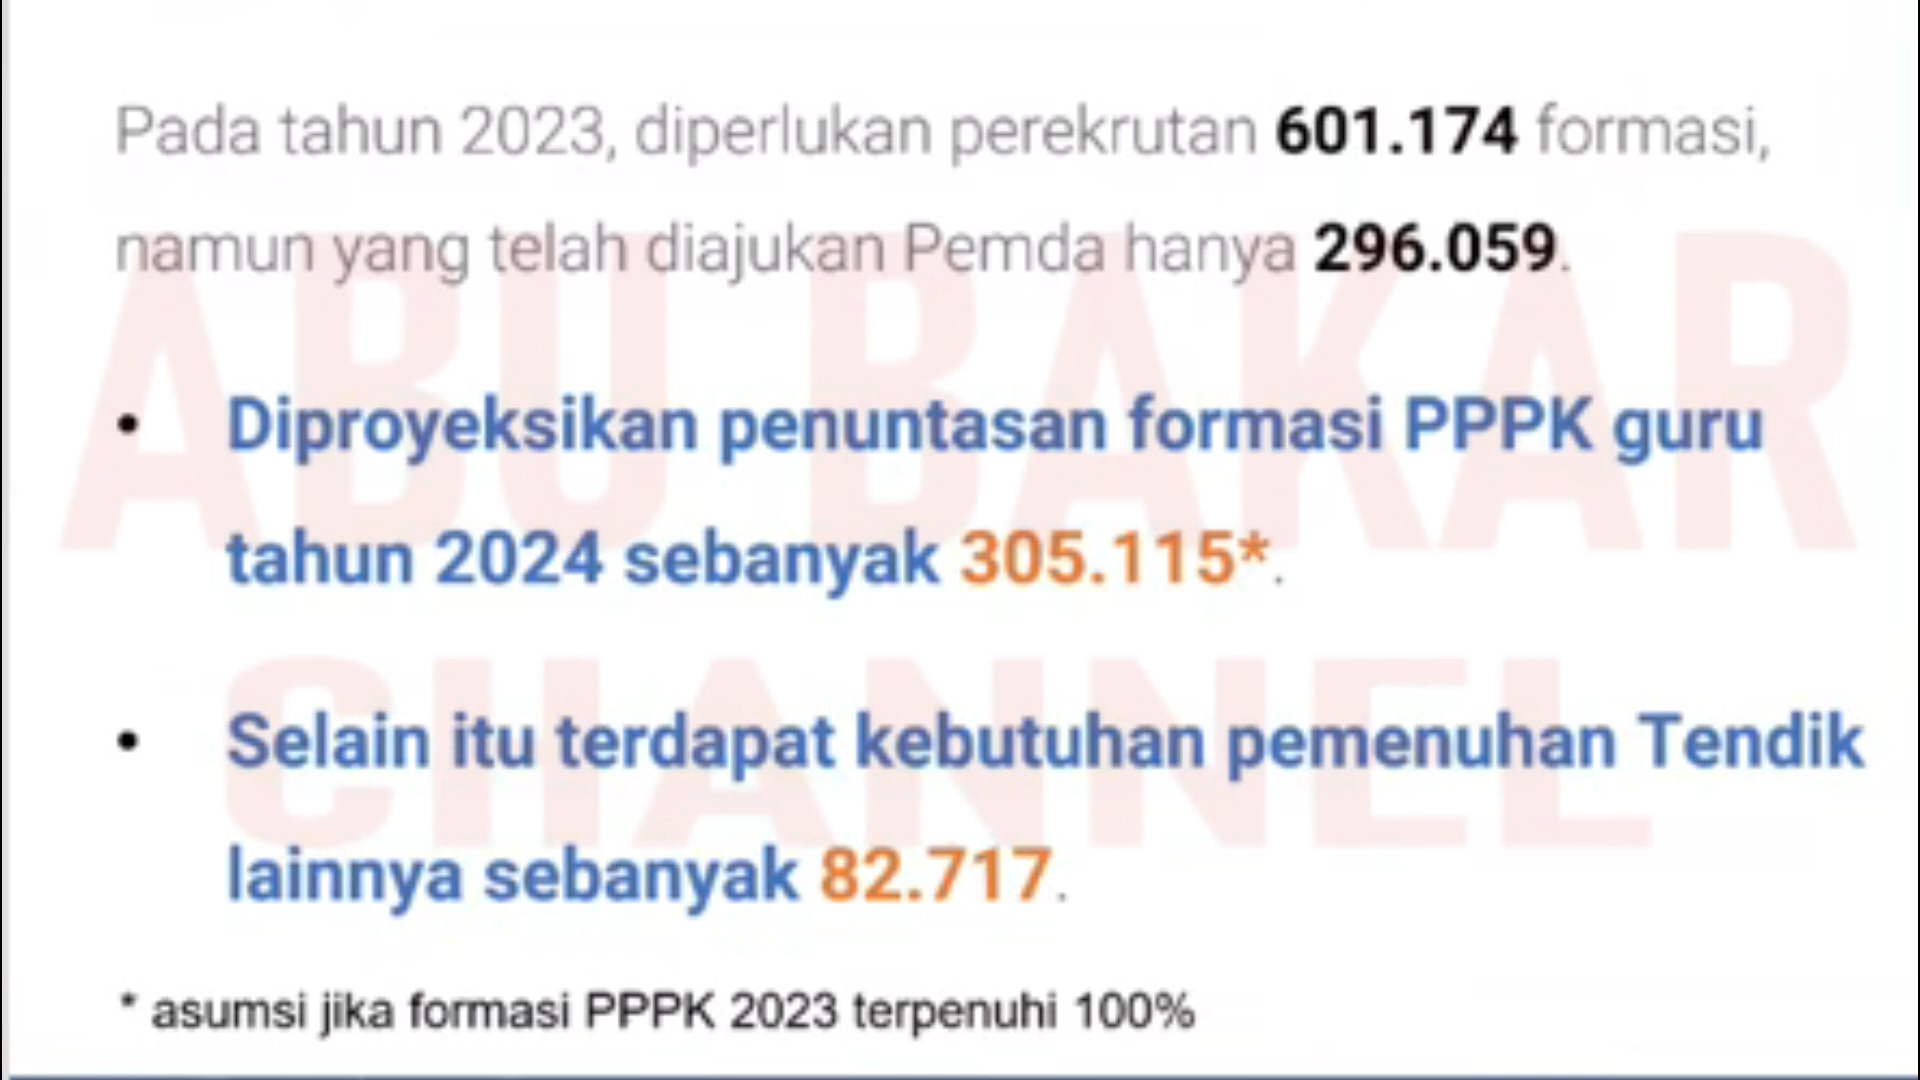 Pada tahun 2023, diperlukan perekrutan 601.174 formasi,
namun yang telah diajukan Pemda hanya 296.059.
• Diproyeksikan penuntasan formasi PPPK guru
tahun 2024 sebanyak 305.115*.
• Selain itu terdapat kebutuhan pemenuhan Tendik
lainnya sebanyak 82.717.
* asumsi jika formasi PPPK 2023 terpenuhi 100%
ABU BAKAR
CHANNEL